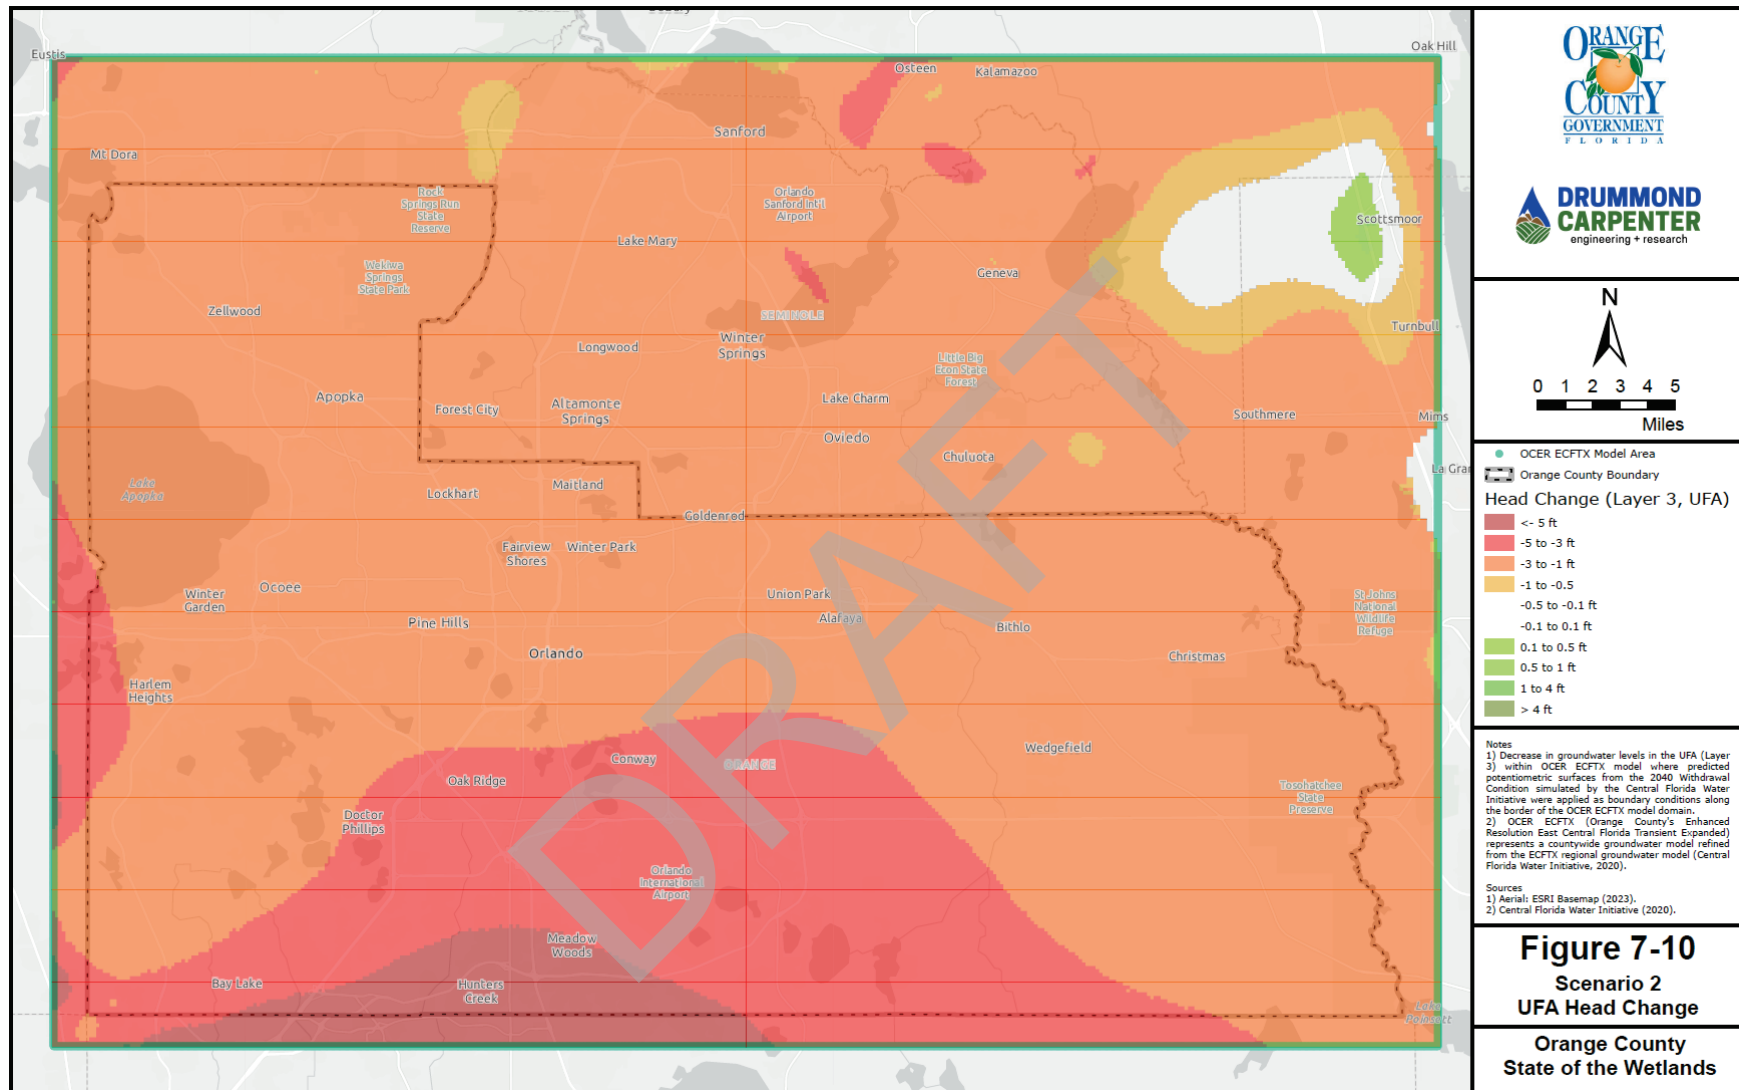 Eustis
Oak Hill
Osteen
Kalamazoo
Sanford
Mt Dora
Rock
Springs Run
State
Reserve
Orlando
Sanford Int'l
Airport
Scottsmoor
Lake Mary
Wekiwa
Springs
State Park
Geneva
Zellwood
SEMINOLE
Turnbull
Longwood
Winter
Springs
Little Big
Econ State
Forest
Apopka
Forest City
Altamonte
Springs
Lake Charm
Southmere
Mims
Oviedo
Chuluota
La Gran
Lake
Apopka
Lockhart
Maitland
Goldenrod
Fairview
Shores
Winter Park
Ocoee
Winter
Garden
Union Park
St Johns
National
Wildlife
Refuge
Pine Hills
Alafaya
Bithlo
Orlando
Christmas
Harlem
Heights
Conway
ORANGE
Wedgefield
Oak Ridge
Tosohatchee
State
Preserve
Doctor
Phillips
Orlando
International
Airport
Meadow
Woods
Bay Lake
Hunters
Creek
Lake
Poinsett
DRAFT
ORANGE
COUNTY
GOVERNMENT
FLORIDA
DRUMMOND
CARPENTER
engineering + research
N
0 1 2 3 4 5
Miles
OCER ECFTX Model Area
Orange County Boundary
Head Change (Layer 3, UFA)
<- 5 ft
-5 to -3 ft
-3 to -1 ft
-1 to -0.5
-0.5 to -0.1 ft
-0.1 to 0.1 ft
0.1 to 0.5 ft
0.5 to 1 ft
1 to 4 ft
> 4 ft
Notes
1) Decrease in groundwater levels in the UFA (Layer
3) within OCER ECFTX model where predicted
potentiometric surfaces from the 2040 Withdrawal
Condition simulated by the Central Florida Water
Initiative were applied as boundary conditions along
the border of the OCER ECFTX model domain.
2) OCER ECFTX (Orange County's Enhanced
Resolution East Central Florida Transient Expanded)
represents a countywide groundwater model refined
from the ECFTX regional groundwater model (Central
Florida Water Initiative, 2020).
Sources
1) Aerial: ESRI Basemap (2023).
2) Central Florida Water Initiative (2020).
Figure 7-10
Scenario 2
UFA Head Change
Orange County
State of the Wetlands